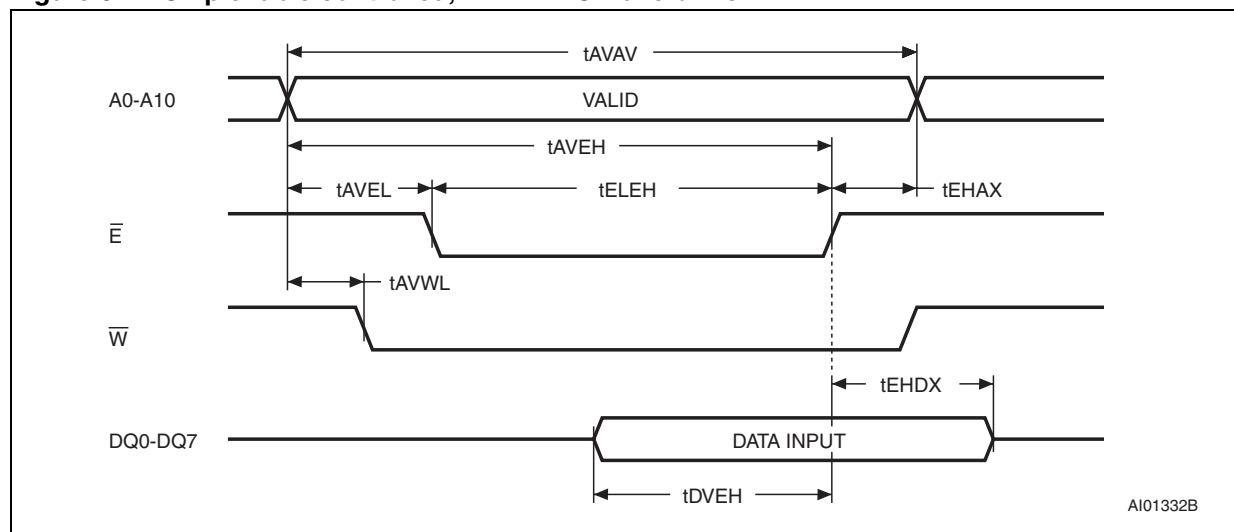 tAVAV
A0-A10 VALID
tAVEH
tAVEL tELEH tEHAX
E̅
tAVWL
W̅
tEHDX
DQ0-DQ7 DATA INPUT
tDVEH
AI01332B